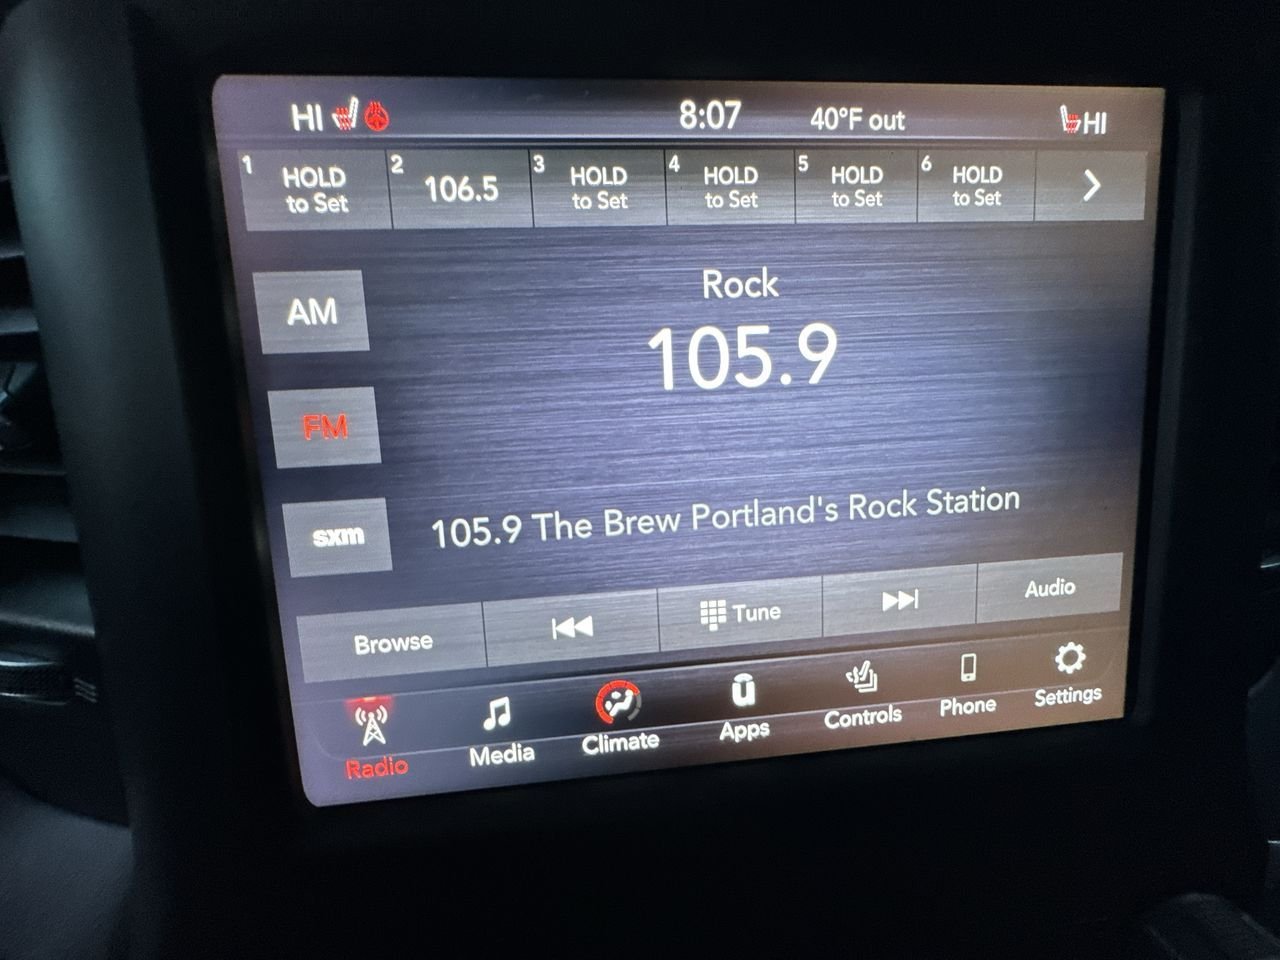 HI 8:07 40°F out HI
1 HOLD to Set 2 106.5 3 HOLD to Set 4 HOLD to Set 5 HOLD to Set 6 HOLD to Set
Rock
AM
105.9
FM
sxm
105.9 The Brew Portland's Rock Station
Browse Tune Audio
Radio Media Climate Apps Controls Phone Settings